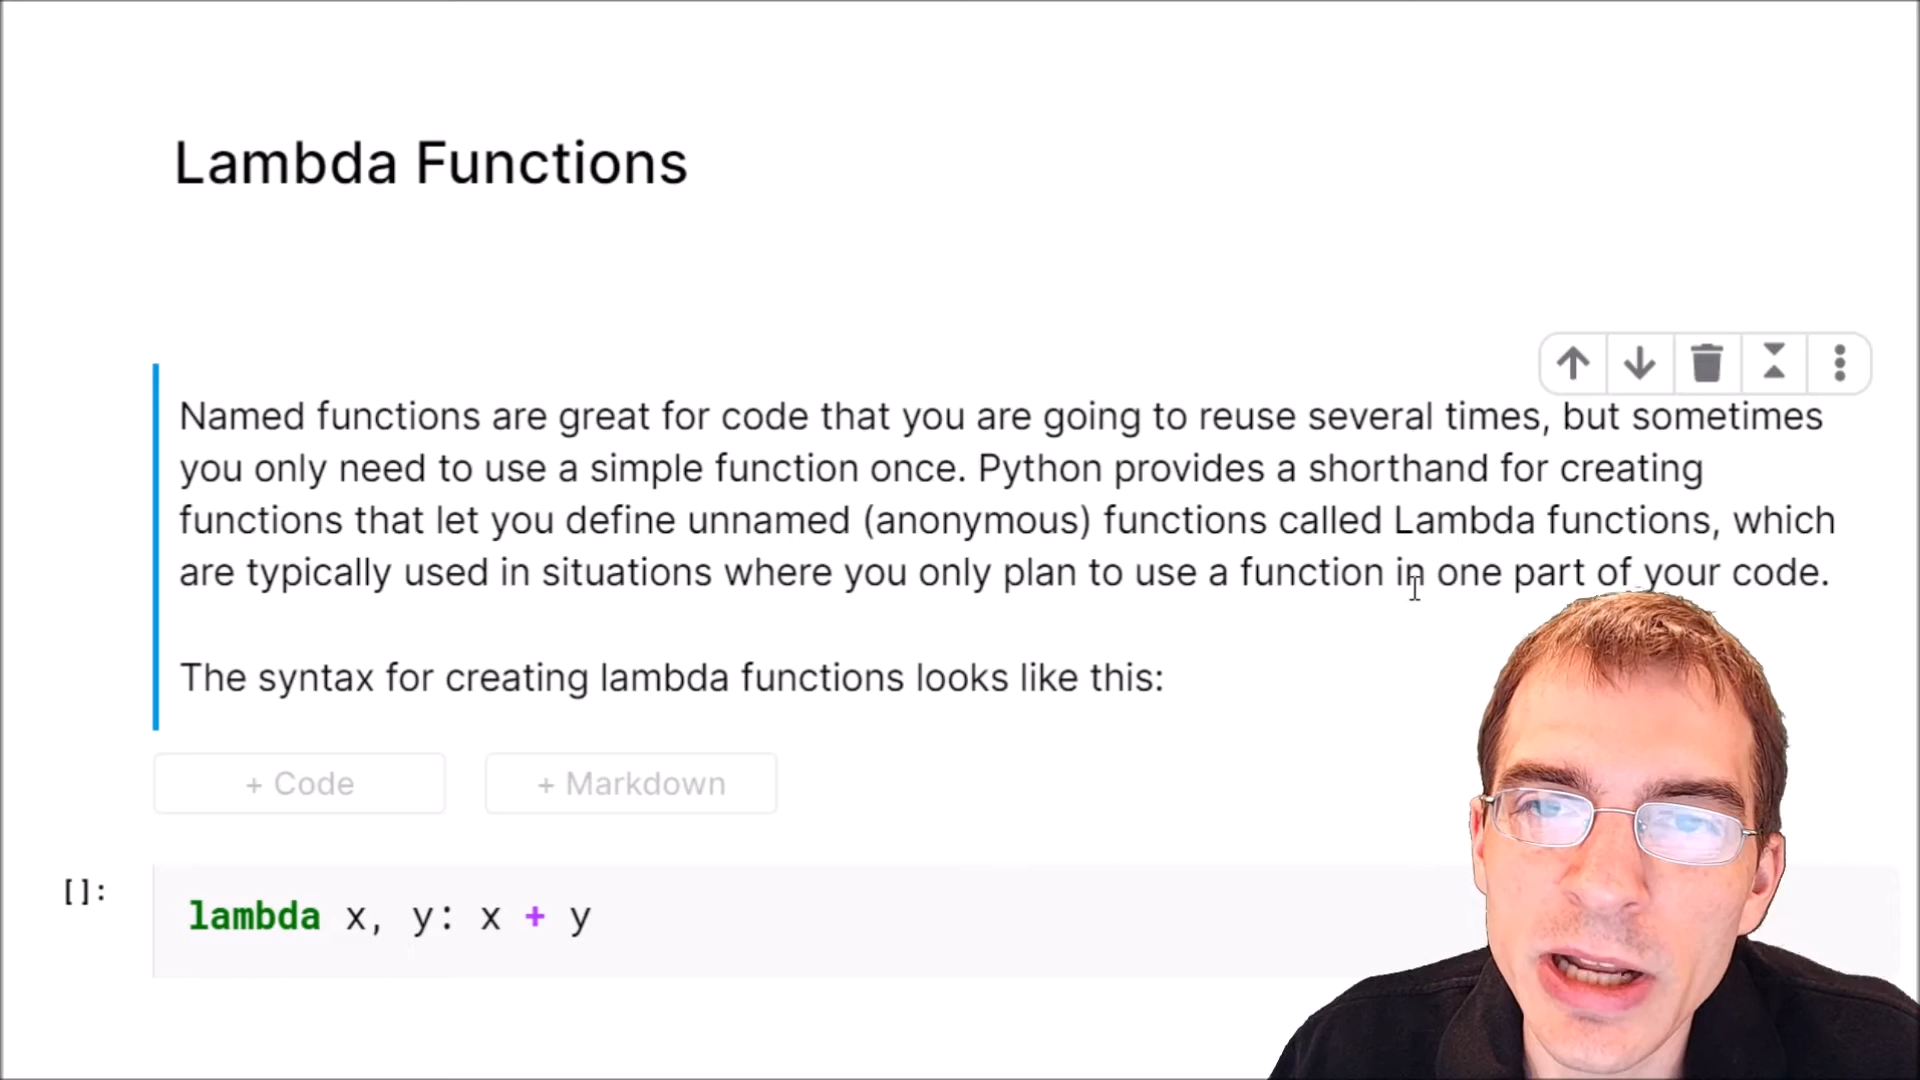 Lambda Functions
Named functions are great for code that you are going to reuse several times, but sometimes
you only need to use a simple function once. Python provides a shorthand for creating
functions that let you define unnamed (anonymous) functions called Lambda functions, which
are typically used in situations where you only plan to use a function in one part of your code.
The syntax for creating lambda functions looks like this:
+ Code + Markdown
[]: lambda x, y: x + y